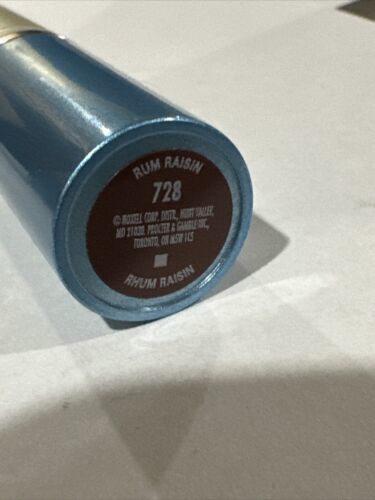 RUM RAISIN
728
© NOXELL CORP. DISTR., HUNT VALLEY,
MD 21030. PROCTER & GAMBLE INC.,
TORONTO, ON M5W 1C5
RHUM RAISIN